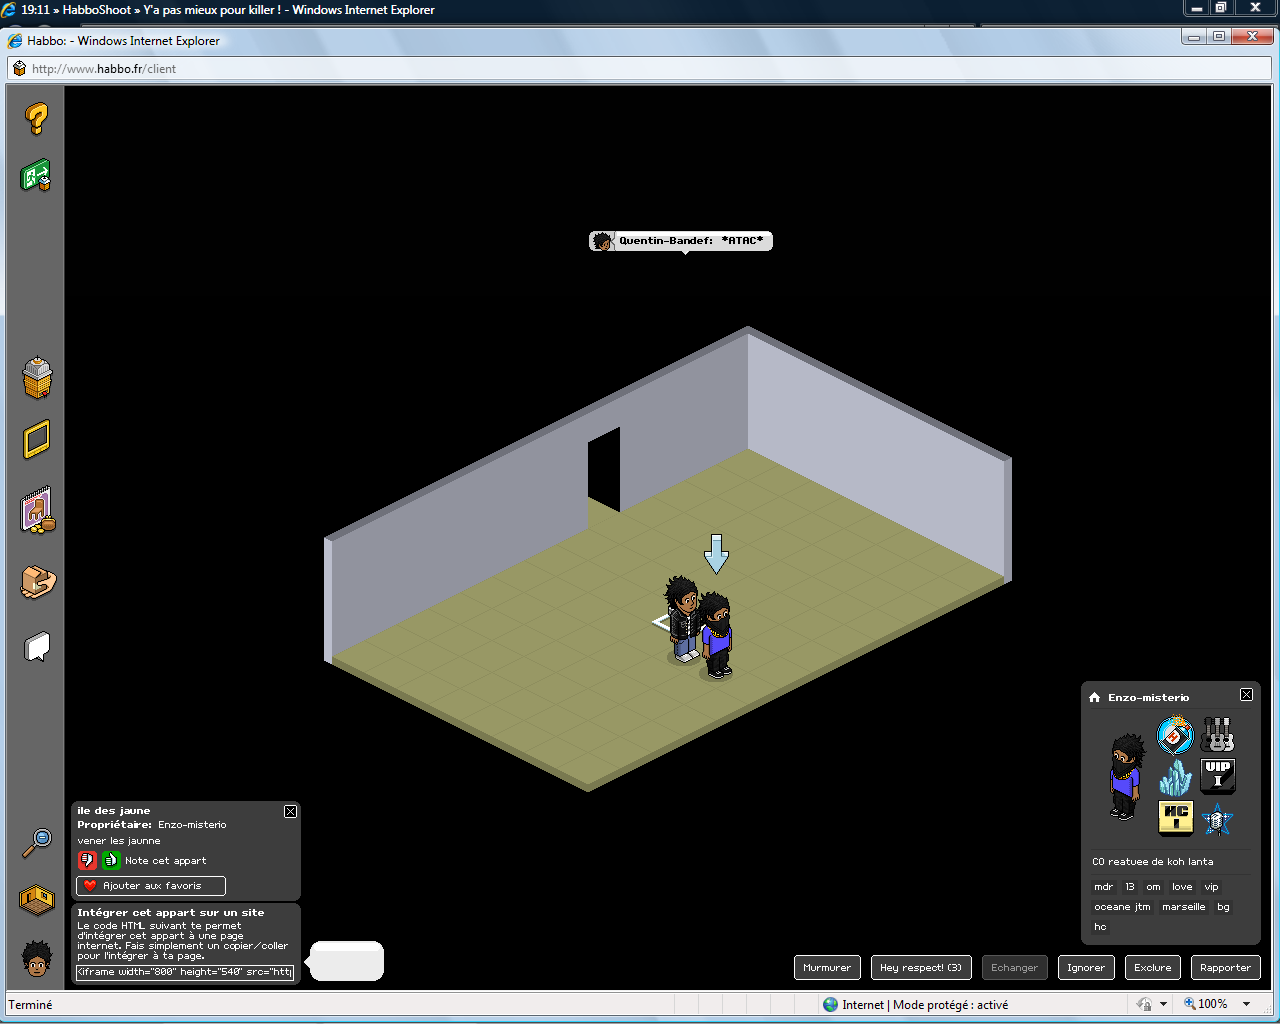 19:11 » HabboShoot » Y'a pas mieux pour killer ! - Windows Internet Explorer
Habbo: - Windows Internet Explorer
http://www.habbo.fr/client
Quentin-Bandef: *ATAC*
Enzo-misterio
VIP
I
HC
I
CO reatuee de koh lanta
mdr 13 om love vip
oceane jtm marseille bg
hc
ile des jaune
Propriétaire: Enzo-misterio
vener les jaunne
Note cet appart
Ajouter aux favoris
Intégrer cet appart sur un site
Le code HTML suivant te permet
d'intégrer cet appart à une page
internet. Fais simplement un copier/coller
pour l'intégrer à ta page.
<iframe width="800" height="540" src="http
Murmurer Hey respect! (3) Echanger Ignorer Exclure Rapporter
Terminé Internet | Mode protégé : activé 100%